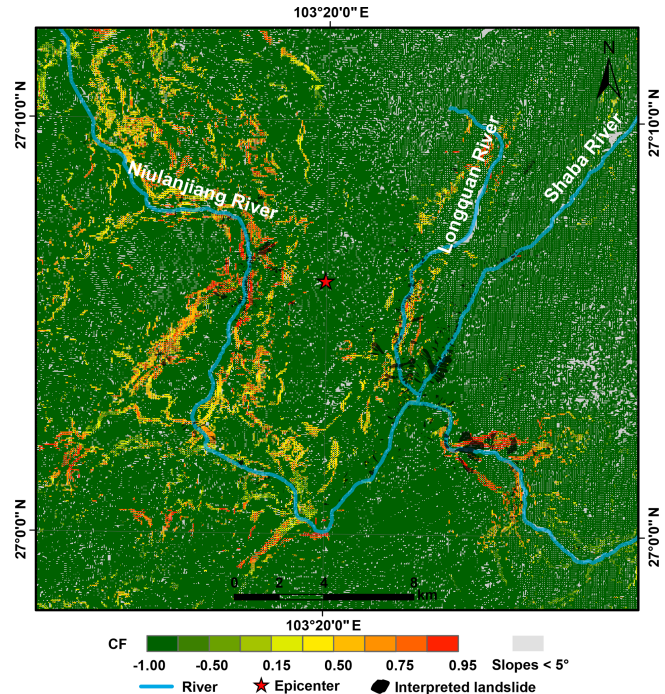 103°20'0" E
N
27°10'0" N
27°10'0" N
Niulanjiang River
Longquan River
Shaba River
27°0'0" N
27°0'0" N
0 2 4 8
km
103°20'0" E
CF
-1.00 -0.50 0.15 0.50 0.75 0.95 Slopes < 5°
River Epicenter Interpreted landslide